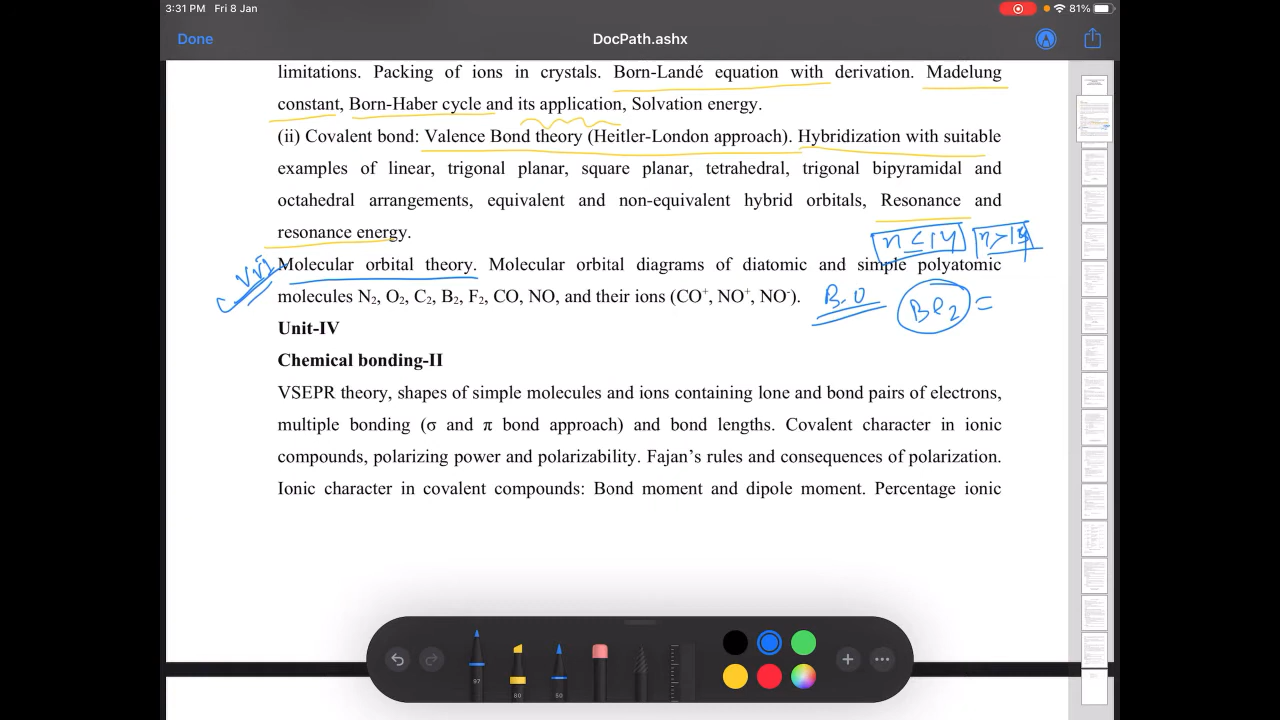 3:31 PM Fri 8 Jan
81%
Done
DocPath.ashx
limitations. Packing of ions in crystals. Born-Landé equation with derivation. Madelung
constant, Born-Haber cycle and its application, Solvation energy.
(ii) Covalent bond: Valence Bond theory (Heitler-London approach). Hybridization with suitable
examples of linear, trigonal planar, square planar, tetrahedral, trigonal bipyramidal and
octahedral arrangements, equivalent and non-equivalent hybrid orbitals, Resonance and
resonance energy.
n < 14 n > 14
VVI
Molecular orbital theory. Molecular orbital diagrams of diatomic and simple polyatomic
molecules N2, O2, C2, B2, F2, CO, NO, and their ions (CO⁺, NO⁺, NO⁻).
B.O
=
Unit-IV
Chemical bonding-II
VSEPR theory, shapes of simple molecules and ions containing lone and bond pairs of electrons,
multiple bonding (σ and π bond approach) and bond lengths. Covalent character in ionic
compounds, polarizing power and polarizability. Fajan's rules and consequences of polarization.
Ionic character in covalent compounds: Bond moment and dipole moment. Percentage ionic
80
50